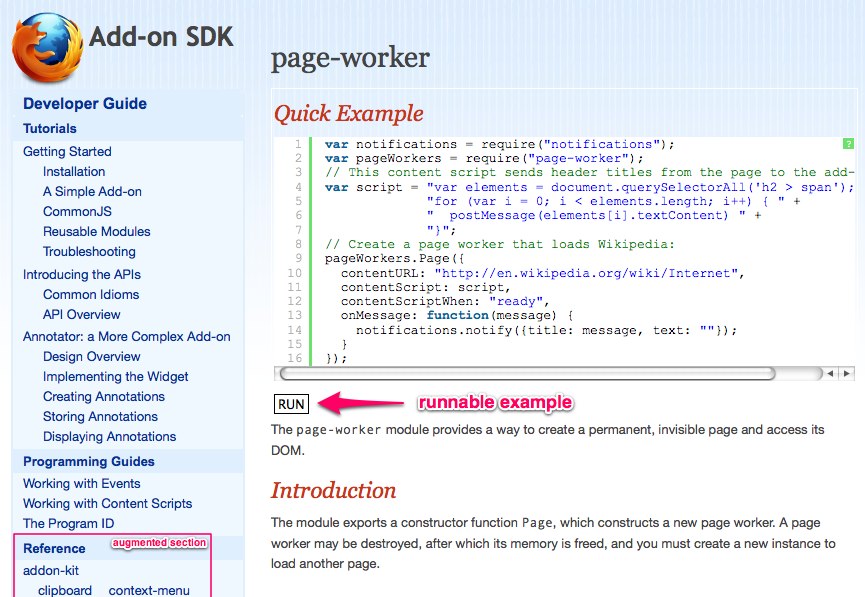 Add-on SDK
Developer Guide
Tutorials
Getting Started
Installation
A Simple Add-on
CommonJS
Reusable Modules
Troubleshooting
Introducing the APIs
Common Idioms
API Overview
Annotator: a More Complex Add-on
Design Overview
Implementing the Widget
Creating Annotations
Storing Annotations
Displaying Annotations
Programming Guides
Working with Events
Working with Content Scripts
The Program ID
Reference augmented section
addon-kit
clipboard context-menu
page-worker
Quick Example
?
1 var notifications = require("notifications");
2 var pageWorkers = require("page-worker");
3 // This content script sends header titles from the page to the add-
4 var script = "var elements = document.querySelectorAll('h2 > span');
5 "for (var i = 0; i < elements.length; i++) { " +
6 "  postMessage(elements[i].textContent) " +
7 "}";
8 // Create a page worker that loads Wikipedia:
9 pageWorkers.Page({
10 contentURL: "http://en.wikipedia.org/wiki/Internet",
11 contentScript: script,
12 contentScriptWhen: "ready",
13 onMessage: function(message) {
14 notifications.notify({title: message, text: ""});
15 }
16 });
RUN runnable example
The page-worker module provides a way to create a permanent, invisible page and access its
DOM.
Introduction
The module exports a constructor function Page, which constructs a new page worker. A page
worker may be destroyed, after which its memory is freed, and you must create a new instance to
load another page.